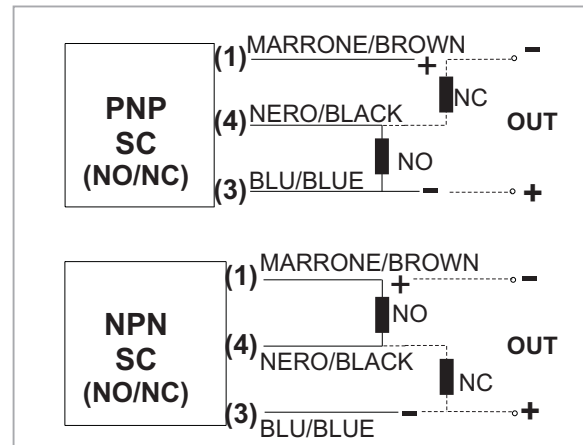 (1) MARRONE/BROWN
+ -
PNP
SC
(NO/NC)
NC
(4) NERO/BLACK
OUT
NO
(3) BLU/BLUE
- +
(1) MARRONE/BROWN
+ -
NO
NPN
SC
(NO/NC)
(4)
NERO/BLACK
OUT
NC
(3)
BLU/BLUE
- +